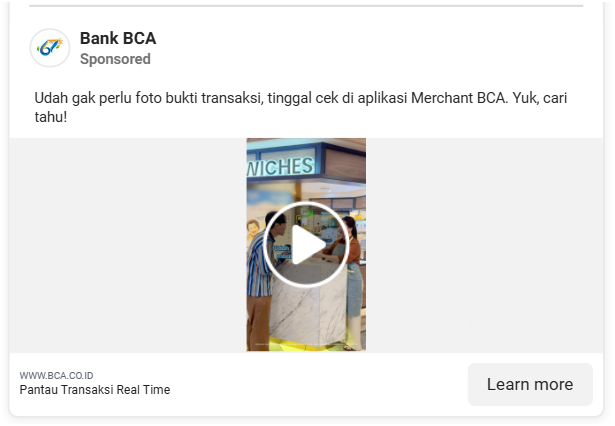 Bank BCA
Sponsored
Udah gak perlu foto bukti transaksi, tinggal cek di aplikasi Merchant BCA. Yuk, cari
tahu!
WICHES
WWW.BCA.CO.ID
Pantau Transaksi Real Time
Learn more